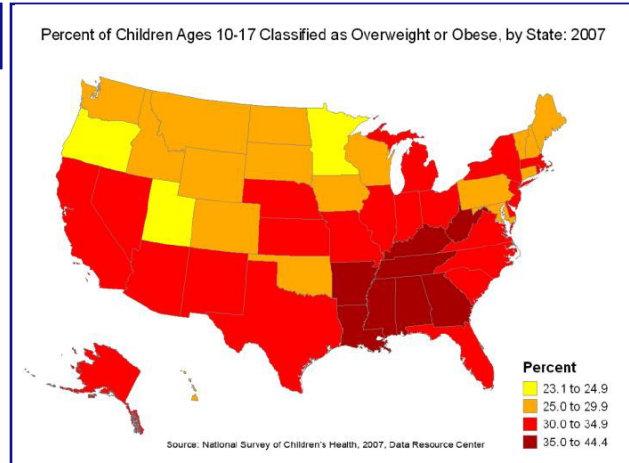 Percent of Children Ages 10-17 Classified as Overweight or Obese, by State: 2007
Percent
23.1 to 24.9
25.0 to 29.9
30.0 to 34.9
35.0 to 44.4
Source: National Survey of Children's Health, 2007, Data Resource Center